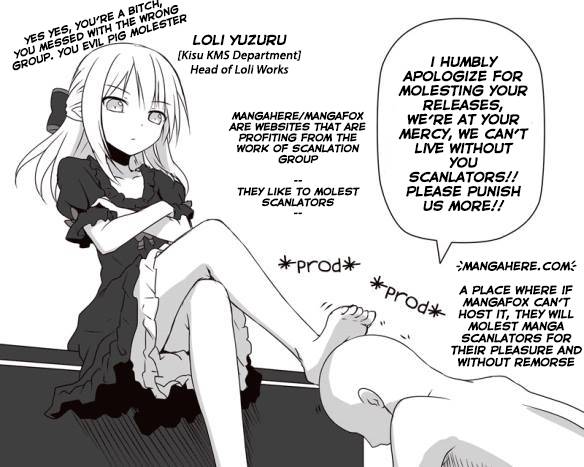 YES YES, YOU'RE A BITCH,
YOU MESSED WITH THE WRONG
GROUP. YOU EVIL PIG MOLESTER
LOLI YUZURU
[Kisu KMS Department]
Head of Loli Works
MANGAHERE/MANGAFOX
ARE WEBSITES THAT ARE
PROFITING FROM THE
WORK OF SCANLATION
GROUP
--
THEY LIKE TO MOLEST
SCANLATORS
--
I HUMBLY
APOLOGIZE FOR
MOLESTING YOUR
RELEASES,
WE'RE AT YOUR
MERCY, WE CAN'T
LIVE WITHOUT
YOU
SCANLATORS!!
PLEASE PUNISH
US MORE!!
*prod*
*prod*
MANGAHERE.COM
A PLACE WHERE IF
MANGAFOX CAN'T
HOST IT, THEY WILL
MOLEST MANGA
SCANLATORS FOR
THEIR PLEASURE AND
WITHOUT REMORSE